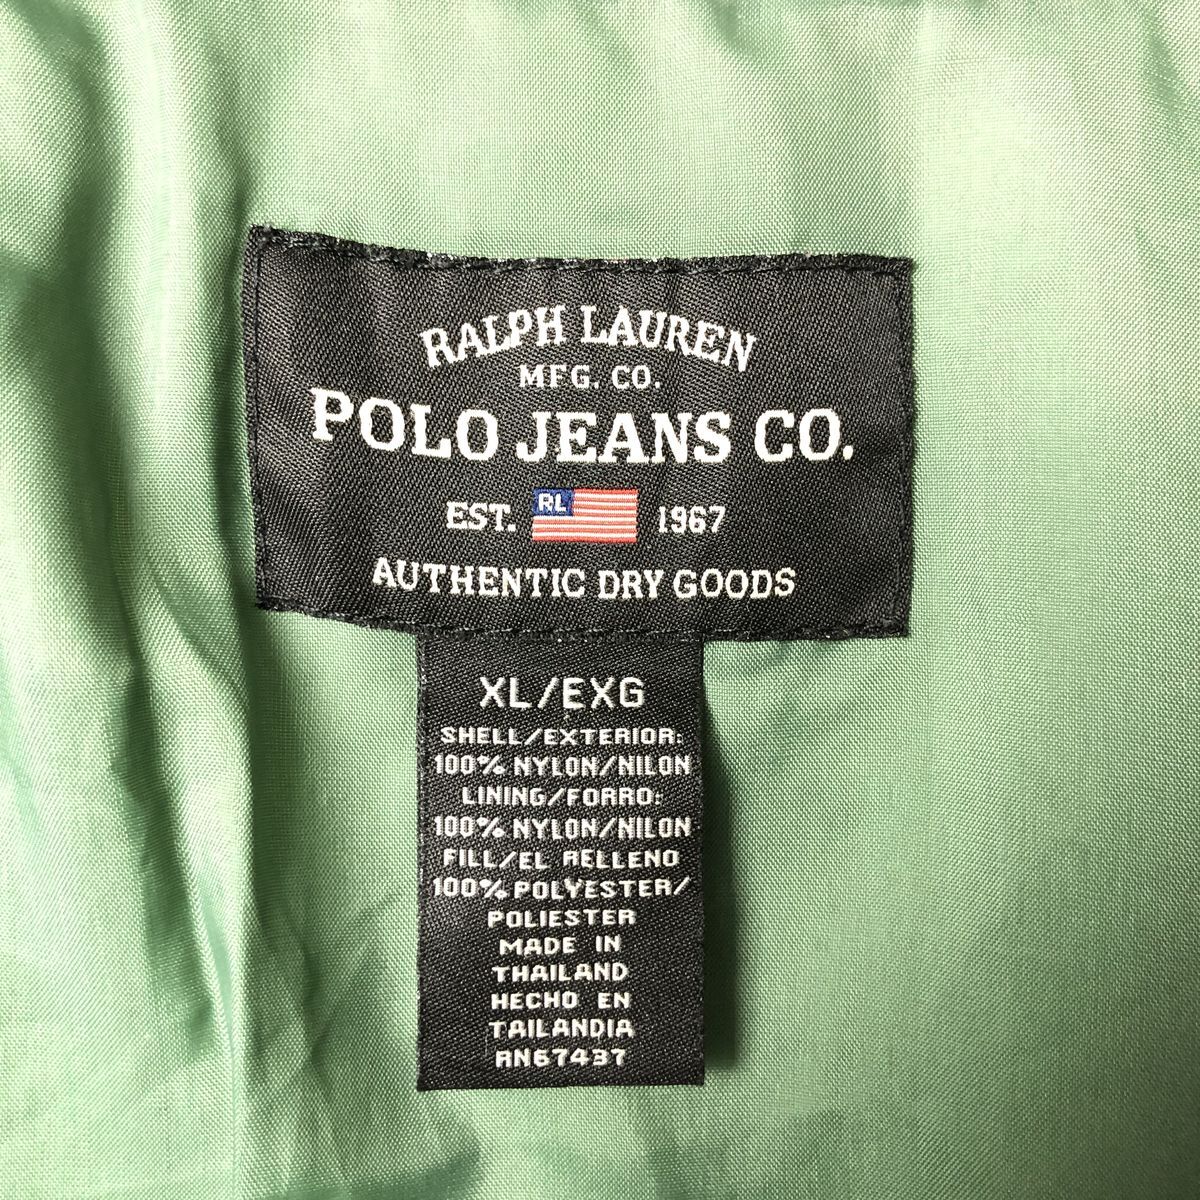 RALPH LAUREN
MFG. CO.
POLO JEANS CO.
EST. RL 1967
AUTHENTIC DRY GOODS
XL/EXG
SHELL/EXTERIOR:
100% NYLON/NILON
LINING/FORRO:
100% NYLON/NILON
FILL/EL RELLENO
100% POLYESTER/
POLIESTER
MADE IN
THAILAND
HECHO EN
TAILANDIA
RN67437